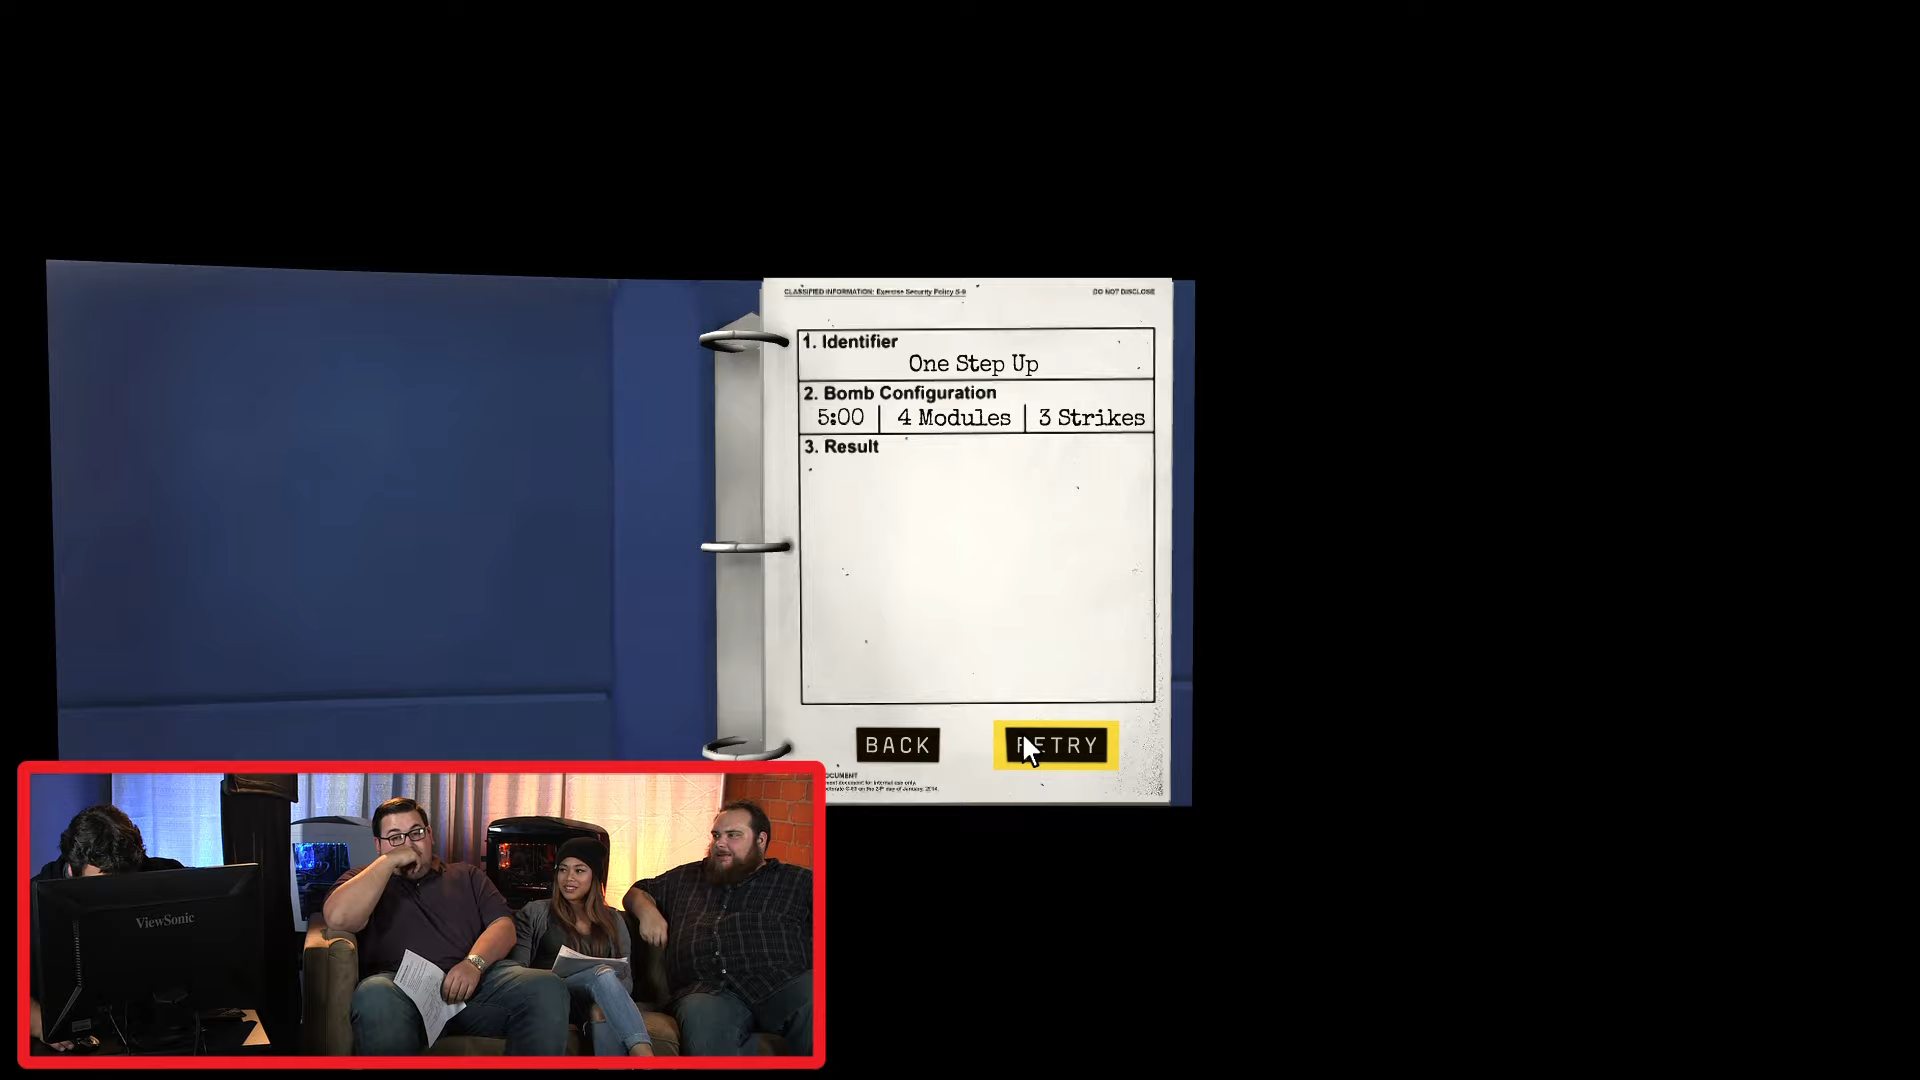 CLASSIFIED INFORMATION: Exercise Security Policy S-9
DO NOT DISCLOSE
1. Identifier
One Step Up
2. Bomb Configuration
5:00 | 4 Modules | 3 Strikes
3. Result
BACK
RETRY
ViewSonic